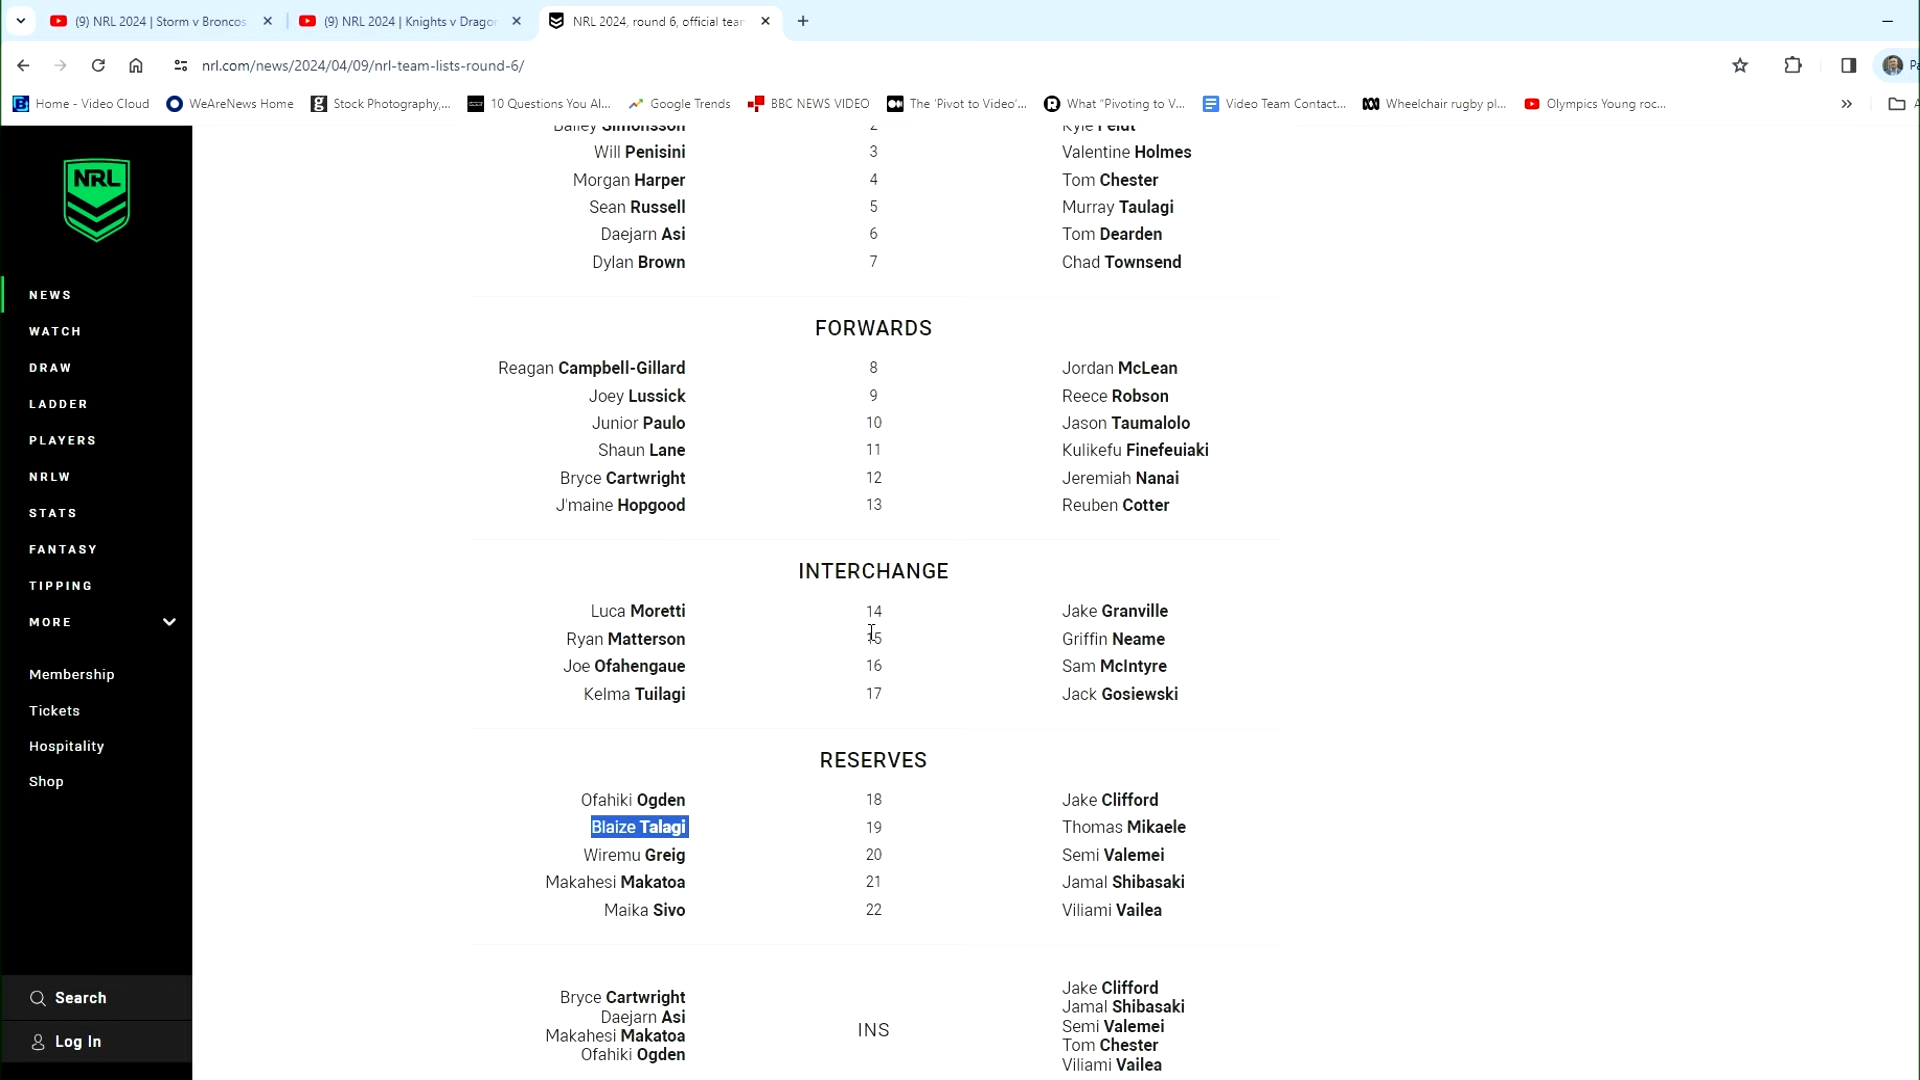 (9) NRL 2024 | Storm v Broncos
(9) NRL 2024 | Knights v Drago
NRL 2024, round 6, official tea
nrl.com/news/2024/04/09/nrl-team-lists-round-6/
Home - Video Cloud
WeAreNews Home
Stock Photography,...
10 Questions You Al...
Google Trends
BBC NEWS VIDEO
The 'Pivot to Video'...
What "Pivoting to V...
Video Team Contact...
Wheelchair rugby pl...
Olympics Young roc...
NRL
NEWS
WATCH
DRAW
LADDER
PLAYERS
NRLW
STATS
FANTASY
TIPPING
MORE
Membership
Tickets
Hospitality
Shop
Search
Log In
Bailey Simonsson 2 Kyle Feldt
Will Penisini 3 Valentine Holmes
Morgan Harper 4 Tom Chester
Sean Russell 5 Murray Taulagi
Daejarn Asi 6 Tom Dearden
Dylan Brown 7 Chad Townsend
FORWARDS
Reagan Campbell-Gillard 8 Jordan McLean
Joey Lussick 9 Reece Robson
Junior Paulo 10 Jason Taumalolo
Shaun Lane 11 Kulikefu Finefeuiaki
Bryce Cartwright 12 Jeremiah Nanai
J'maine Hopgood 13 Reuben Cotter
INTERCHANGE
Luca Moretti 14 Jake Granville
Ryan Matterson 15 Griffin Neame
Joe Ofahengaue 16 Sam McIntyre
Kelma Tuilagi 17 Jack Gosiewski
RESERVES
Ofahiki Ogden 18 Jake Clifford
Blaize Talagi 19 Thomas Mikaele
Wiremu Greig 20 Semi Valemei
Makahesi Makatoa 21 Jamal Shibasaki
Maika Sivo 22 Viliami Vailea
Bryce Cartwright
Daejarn Asi
Makahesi Makatoa
Ofahiki Ogden
INS
Jake Clifford
Jamal Shibasaki
Semi Valemei
Tom Chester
Viliami Vailea